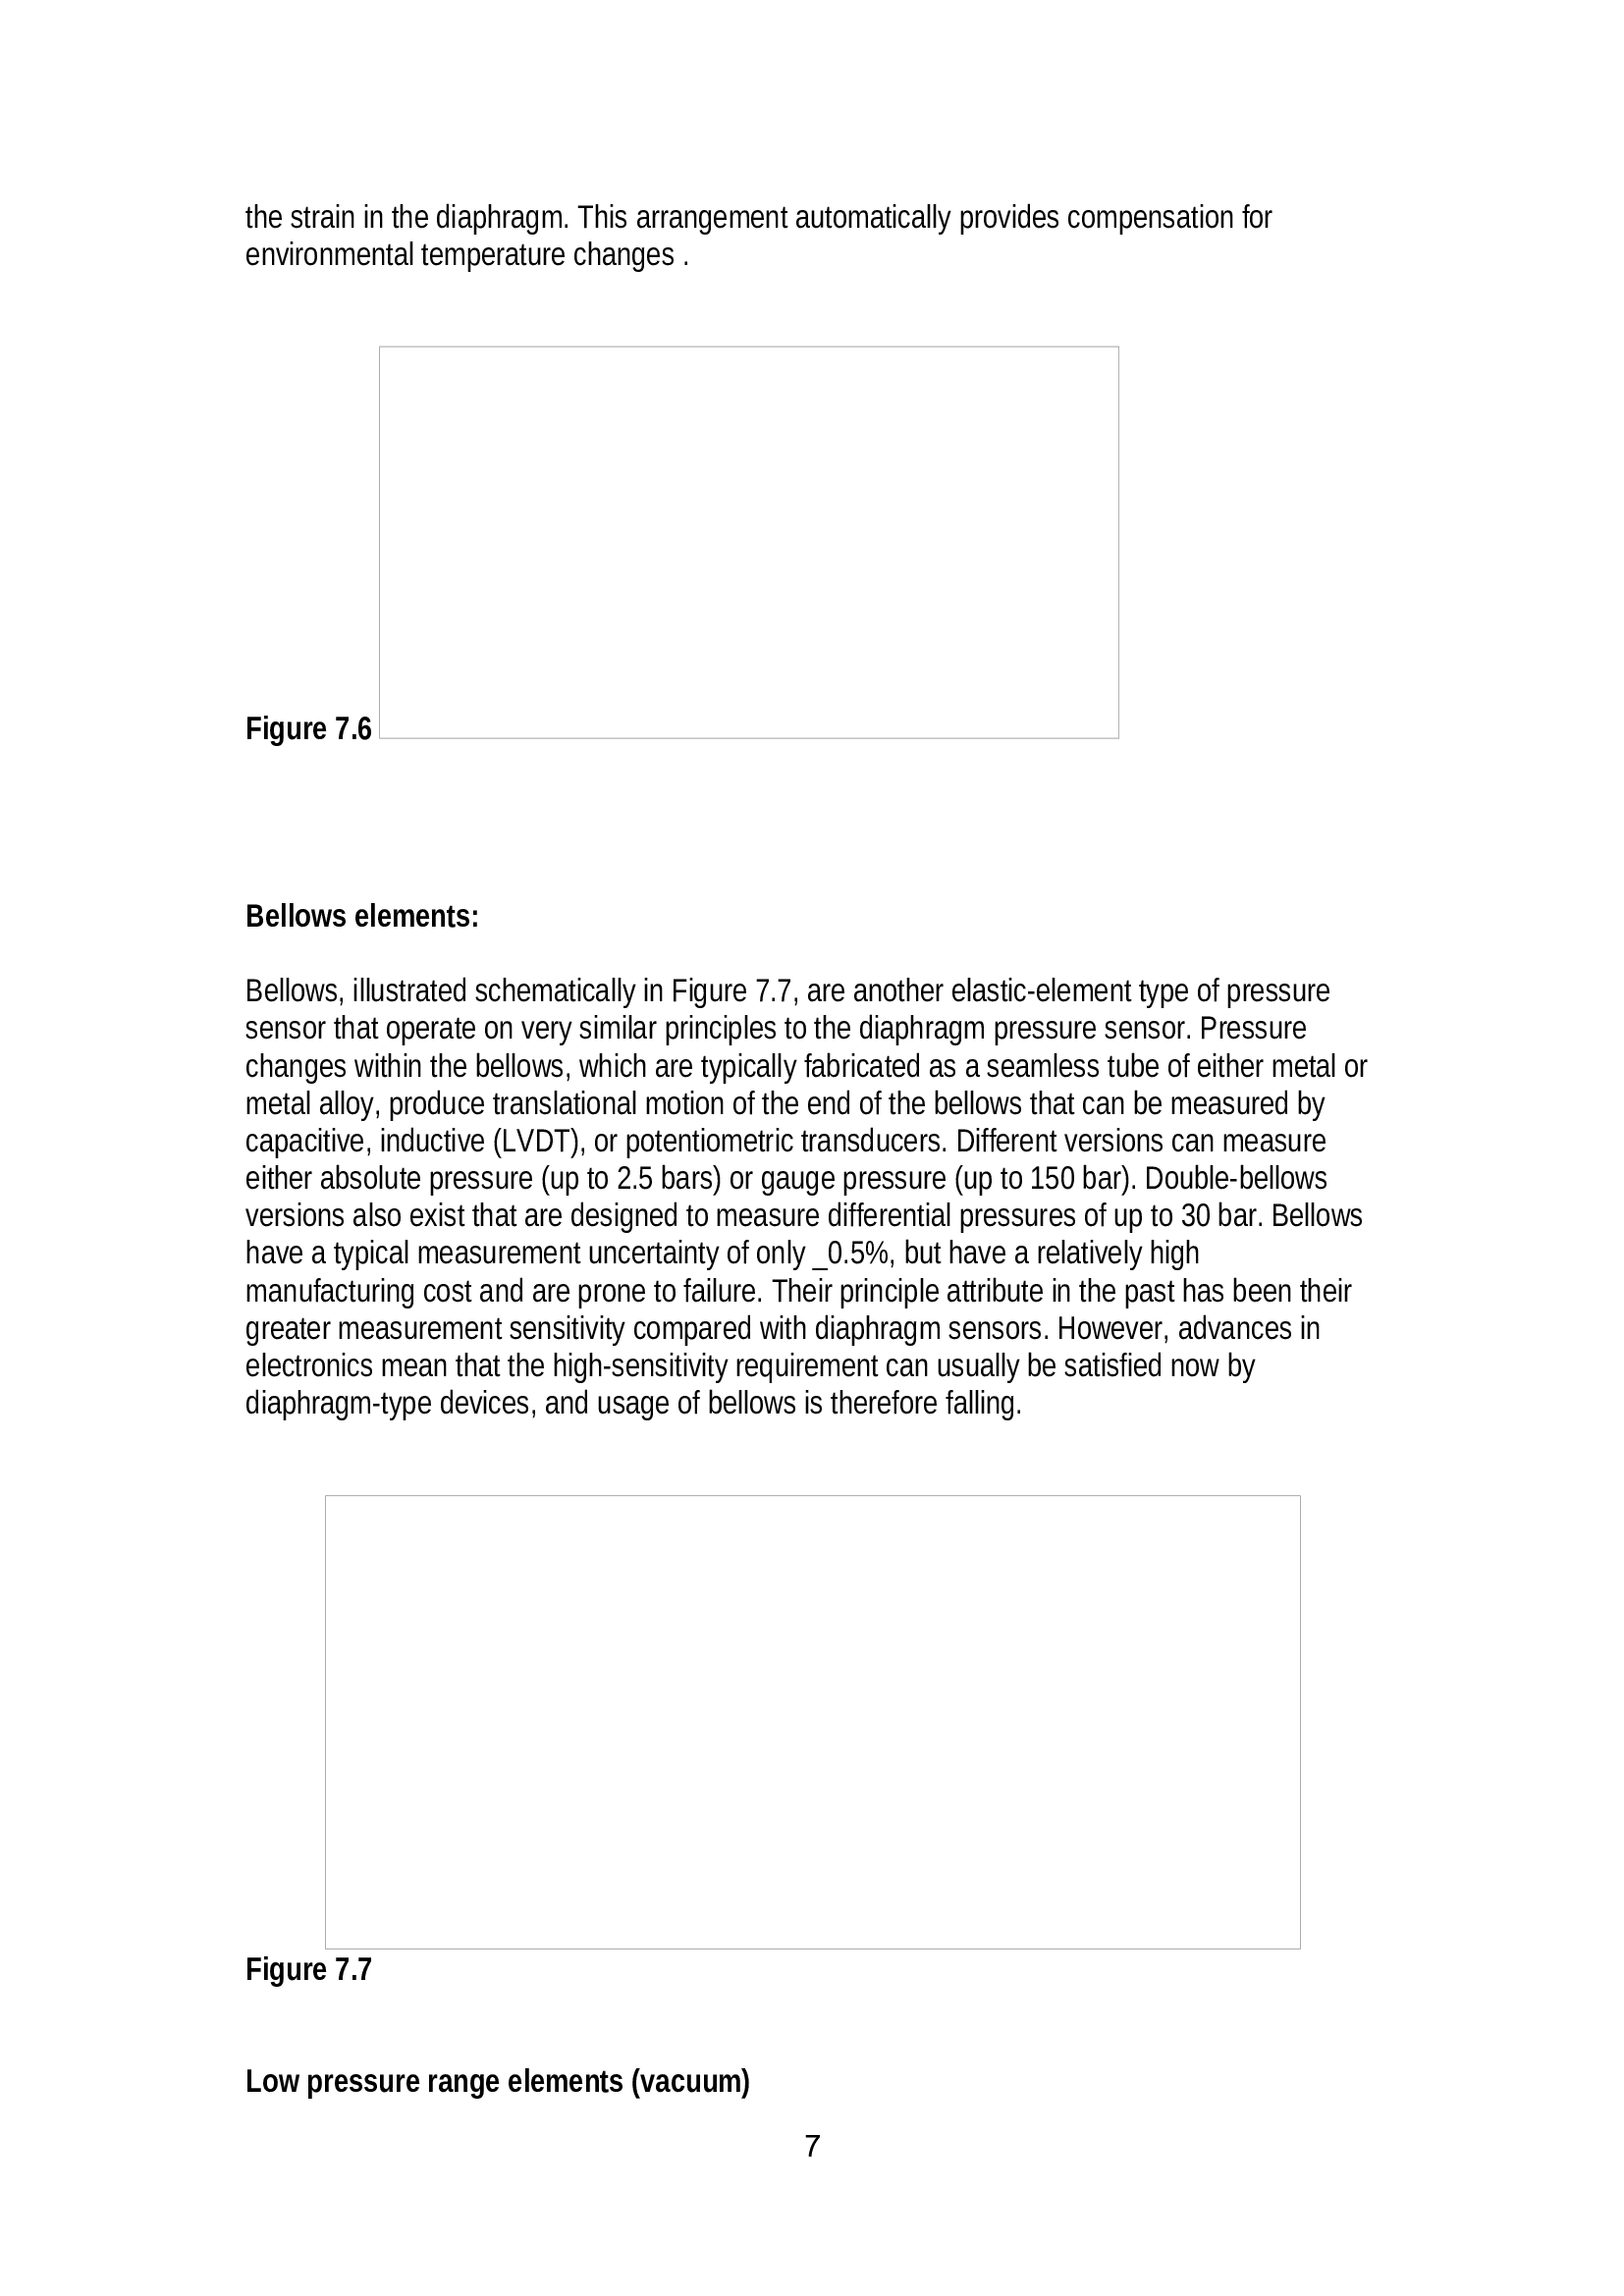 the strain in the diaphragm. This arrangement automatically provides compensation for
environmental temperature changes .
Figure 7.6
Bellows elements:
Bellows, illustrated schematically in Figure 7.7, are another elastic-element type of pressure
sensor that operate on very similar principles to the diaphragm pressure sensor. Pressure
changes within the bellows, which are typically fabricated as a seamless tube of either metal or
metal alloy, produce translational motion of the end of the bellows that can be measured by
capacitive, inductive (LVDT), or potentiometric transducers. Different versions can measure
either absolute pressure (up to 2.5 bars) or gauge pressure (up to 150 bar). Double-bellows
versions also exist that are designed to measure differential pressures of up to 30 bar. Bellows
have a typical measurement uncertainty of only _0.5%, but have a relatively high
manufacturing cost and are prone to failure. Their principle attribute in the past has been their
greater measurement sensitivity compared with diaphragm sensors. However, advances in
electronics mean that the high-sensitivity requirement can usually be satisfied now by
diaphragm-type devices, and usage of bellows is therefore falling.
Figure 7.7
Low pressure range elements (vacuum)
7